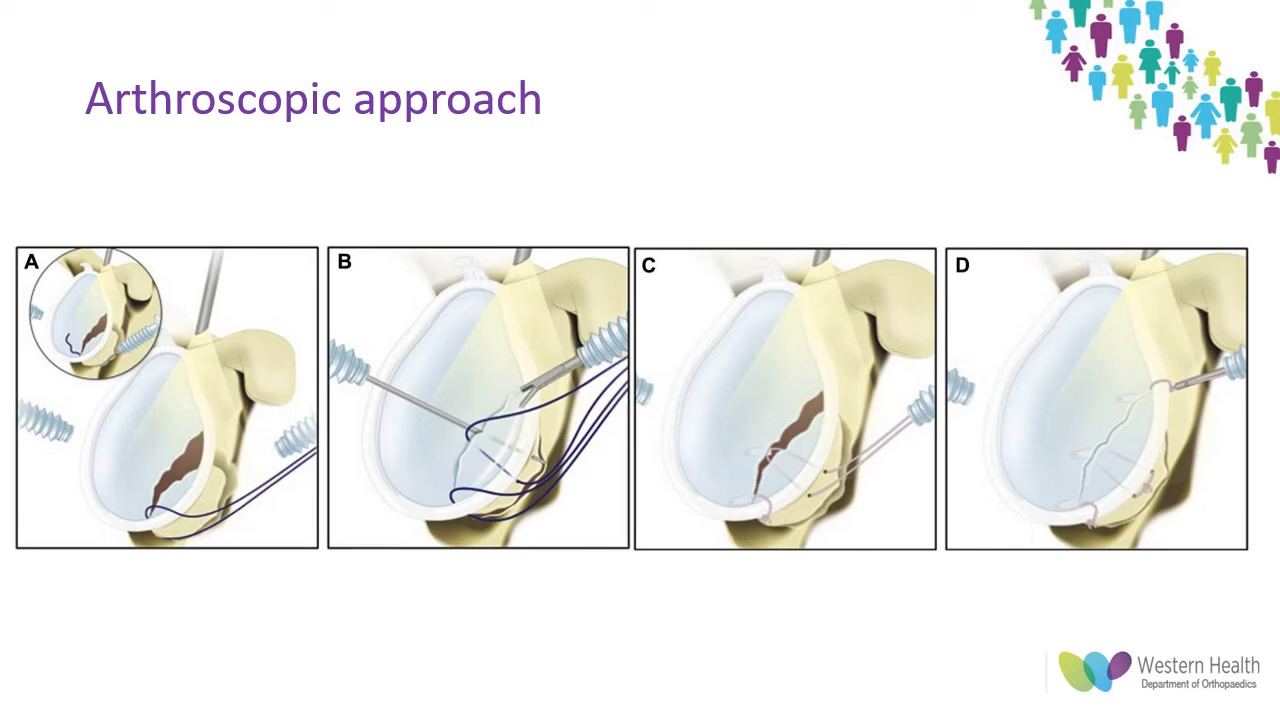 Arthroscopic approach
A
B
C
D
Western Health
Department of Orthopaedics